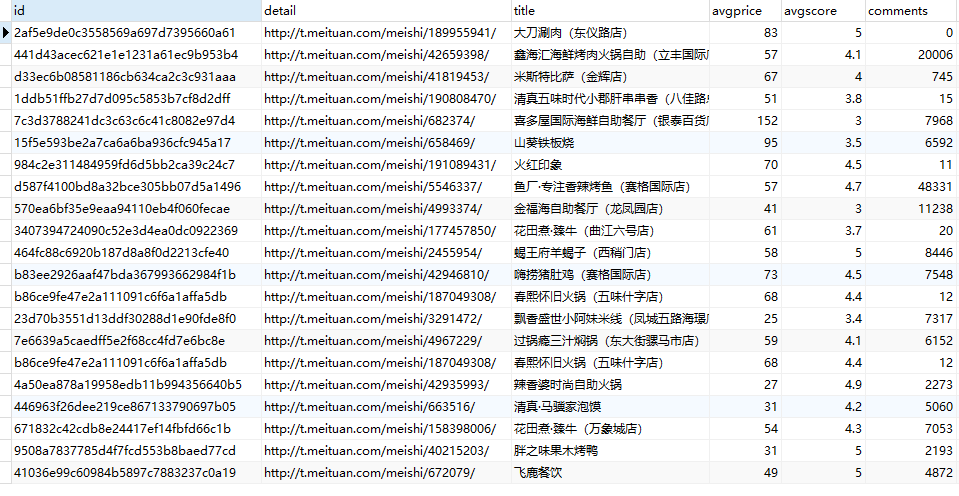 id detail title avgprice avgscore comments
2af5e9de0c3558569a697d7395660a61 http://t.meituan.com/meishi/189955941/ 大刀涮肉（东仪路店） 83 5 0
441d43acec621e1e1231a61ec9b953b4 http://t.meituan.com/meishi/42659398/ 鑫海汇海鲜烤肉火锅自助（立丰国际 57 4.1 20006
d33ec6b08581186cb634ca2c3c931aaa http://t.meituan.com/meishi/41819453/ 米斯特比萨（金辉店） 67 4 745
1ddb51ffb27d7d095c5853b7cf8d2dff http://t.meituan.com/meishi/190808470/ 清真五味时代小郡肝串串香（八佳路 51 3.8 15
7c3d3788241dc3c63c6c41c8082e97d4 http://t.meituan.com/meishi/682374/ 喜多屋国际海鲜自助餐厅（银泰百货 152 3 7968
15f5e593be2a7ca6a6ba936cfc945a17 http://t.meituan.com/meishi/658469/ 山葵铁板烧 95 3.5 6592
984c2e311484959fd6d5bb2ca39c24c7 http://t.meituan.com/meishi/191089431/ 火红印象 70 4.5 11
d587f4100bd8a32bce305bb07d5a1496 http://t.meituan.com/meishi/5546337/ 鱼厂·专注香辣烤鱼（赛格国际店） 57 4.7 48331
570ea6bf35e9eaa94110eb4f060fecae http://t.meituan.com/meishi/4993374/ 金福海自助餐厅（龙凤园店） 41 3 11238
3407394724090c52e3d4ea0dc0922369 http://t.meituan.com/meishi/177457850/ 花田煮·臻牛（曲江六号店） 61 3.7 20
464fc88c6920b187d8a8f0d2213cfe40 http://t.meituan.com/meishi/2455954/ 蝎王府羊蝎子（西稍门店） 58 5 8446
b83ee2926aaf47bda367993662984f1b http://t.meituan.com/meishi/42946810/ 嗨捞猪肚鸡（赛格国际店） 73 4.5 7548
b86ce9fe47e2a111091c6f6a1affa5db http://t.meituan.com/meishi/187049308/ 春熙怀旧火锅（五味什字店） 68 4.4 12
23d70b3551d13ddf30288d1e90fde8f0 http://t.meituan.com/meishi/3291472/ 飘香盛世小阿妹米线（凤城五路海璟 25 3.4 7317
7e6639a5caedff5e2f68cc4fd7e6bc8e http://t.meituan.com/meishi/4967229/ 过锅瘾三汁焖锅（东大街骡马市店） 59 4.1 6152
b86ce9fe47e2a111091c6f6a1affa5db http://t.meituan.com/meishi/187049308/ 春熙怀旧火锅（五味什字店） 68 4.4 12
4a50ea878a19958edb11b994356640b5 http://t.meituan.com/meishi/42935993/ 辣香婆时尚自助火锅 27 4.9 2273
446963f26dee219ce867133790697b05 http://t.meituan.com/meishi/663516/ 清真·马骥家泡馍 31 4.2 5060
671832c42cdb8e24417ef14fbfd66c1b http://t.meituan.com/meishi/158398006/ 花田煮·臻牛（万象城店） 54 4.3 7053
9508a7837785d4f7fcd553b8baed77cd http://t.meituan.com/meishi/40215203/ 胖之味果木烤鸭 31 5 2193
41036e99c60984b5897c7883237c0a19 http://t.meituan.com/meishi/672079/ 飞鹿餐饮 49 5 4872